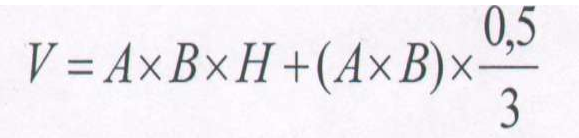 V = A×B×H+(A×B)×0,5/3